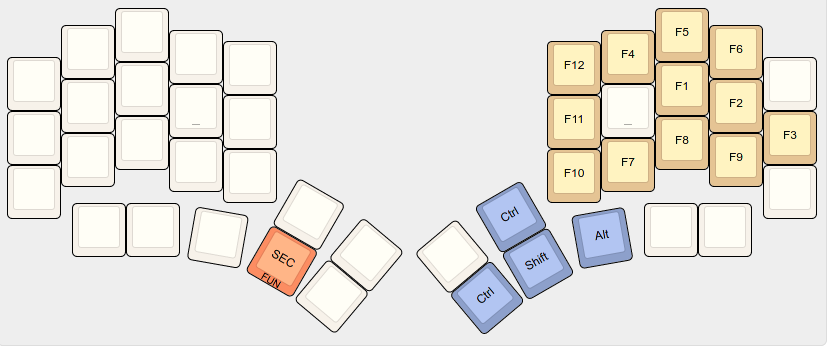 F5
F4
F6
F12
F1
F2
_
_
F11
F3
F8
F7
F9
F10
Ctrl
Alt
SEC
FUN
Shift
Ctrl